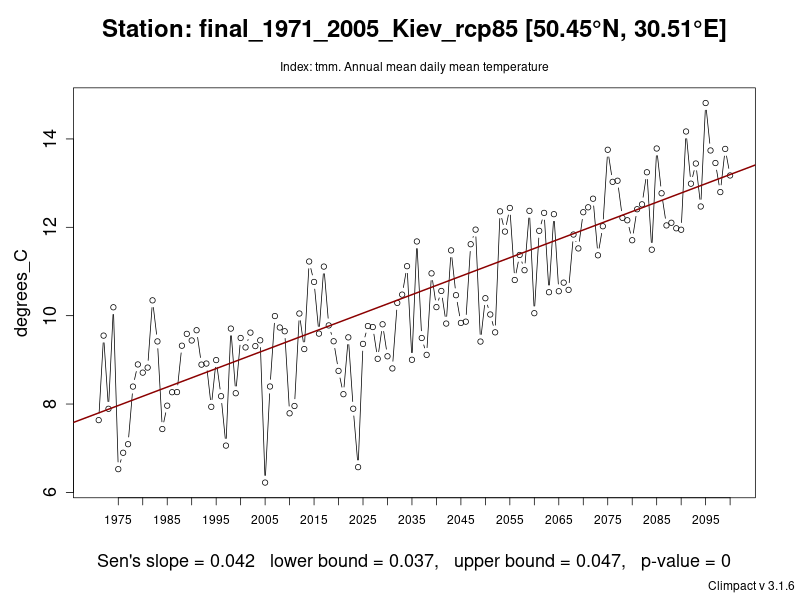 Station: final_1971_2005_Kiev_rcp85 [50.45°N, 30.51°E]
Index: tmm. Annual mean daily mean temperature
degrees_C
14
12
10
8
6
1975 1985 1995 2005 2015 2025 2035 2045 2055 2065 2075 2085 2095
Sen's slope = 0.042 lower bound = 0.037, upper bound = 0.047, p-value = 0
Climpact v 3.1.6